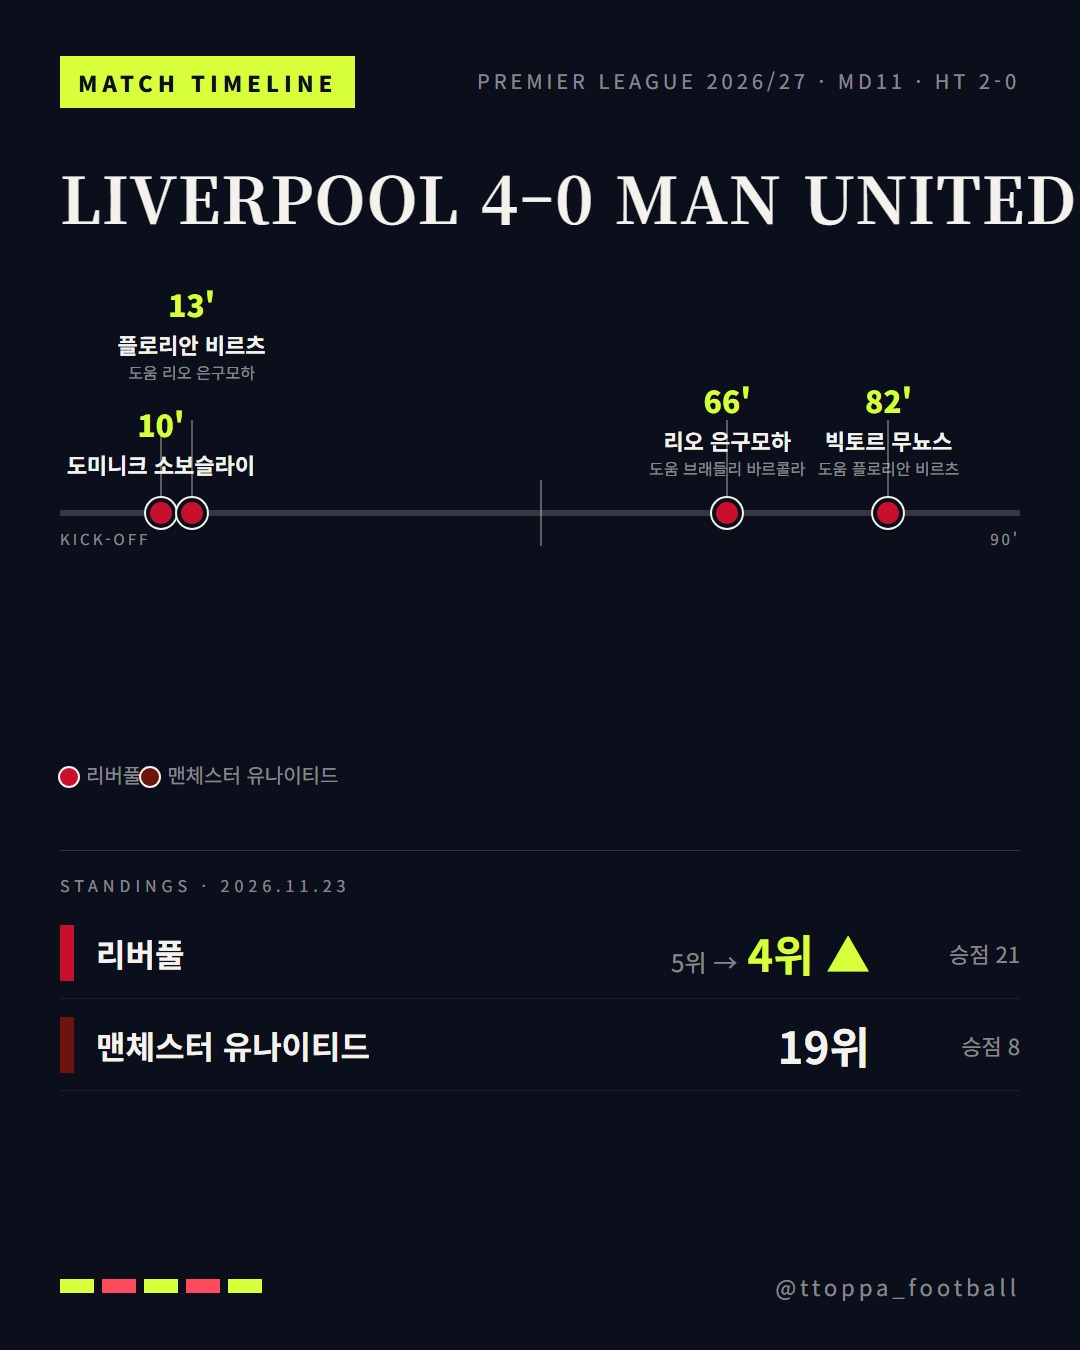 MATCH TIMELINE
PREMIER LEAGUE 2026/27 · MD11 · HT 2-0
LIVERPOOL 4–0 MAN UNITED
13'
플로리안 비르츠
도움 리오 은구모하
10'
도미니크 소보슬라이
66'
리오 은구모하
도움 브래들리 바르콜라
82'
빅토르 무뇨스
도움 플로리안 비르츠
KICK-OFF
90'
리버풀 맨체스터 유나이티드
STANDINGS · 2026.11.23
리버풀 5위 → 4위 ▲ 승점 21
맨체스터 유나이티드 19위 승점 8
@ttoppa_football